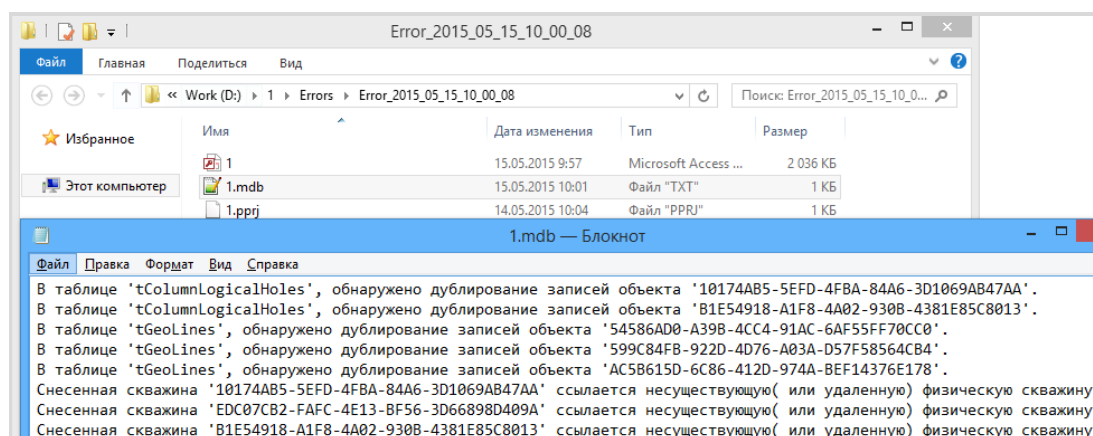 Error_2015_05_15_10_00_08
Файл Главная Поделиться Вид
« Work (D:) 1 Errors Error_2015_05_15_10_00_08 Поиск: Error_2015_05_15_10_0...
Избранное
Этот компьютер
Имя Дата изменения Тип Размер
1 15.05.2015 9:57 Microsoft Access ... 2 036 КБ
1.mdb 15.05.2015 10:01 Файл "TXT" 1 КБ
1.pprj 14.05.2015 10:04 Файл "PPRJ" 1 КБ
1.mdb — Блокнот
Файл Правка Формат Вид Справка
В таблице 'tColumnLogicalHoles', обнаружено дублирование записей объекта '10174AB5-5EFD-4FBA-84A6-3D1069AB47AA'.
В таблице 'tColumnLogicalHoles', обнаружено дублирование записей объекта 'B1E54918-A1F8-4A02-930B-4381E85C8013'.
В таблице 'tGeoLines', обнаружено дублирование записей объекта '54586AD0-A39B-4CC4-91AC-6AF55FF70CC0'.
В таблице 'tGeoLines', обнаружено дублирование записей объекта '599C84FB-922D-4D76-A03A-D57F58564CB4'.
В таблице 'tGeoLines', обнаружено дублирование записей объекта 'AC5B615D-6C86-412D-974A-BEF14376E178'.
Снесенная скважина '10174AB5-5EFD-4FBA-84A6-3D1069AB47AA' ссылается несуществующую( или удаленную) физическую скважину
Снесенная скважина 'EDC07CB2-FAFC-4E13-BF56-3D66898D409A' ссылается несуществующую( или удаленную) физическую скважину
Снесенная скважина 'B1E54918-A1F8-4A02-930B-4381E85C8013' ссылается несуществующую( или удаленную) физическую скважину